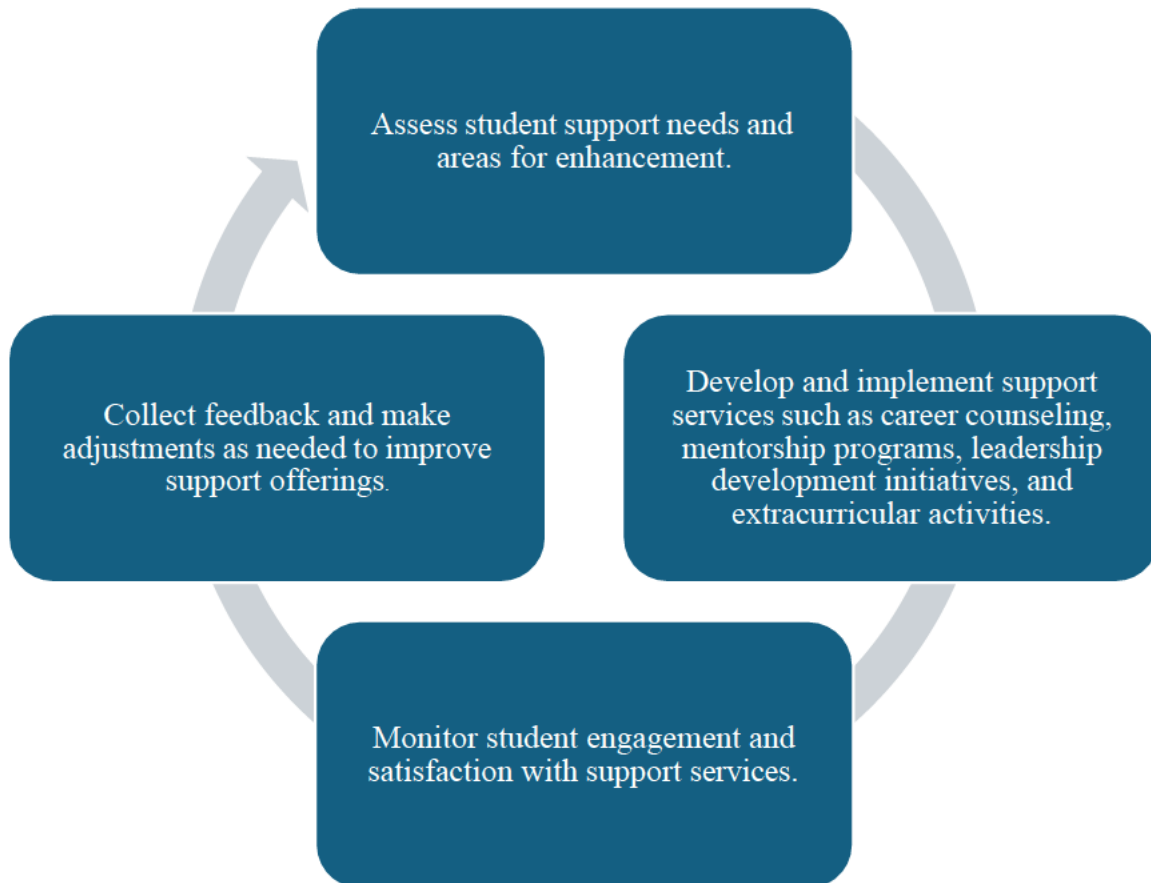 Assess student support needs and
areas for enhancement.
Develop and implement support
services such as career counseling,
mentorship programs, leadership
development initiatives, and
extracurricular activities.
Monitor student engagement and
satisfaction with support services.
Collect feedback and make
adjustments as needed to improve
support offerings.